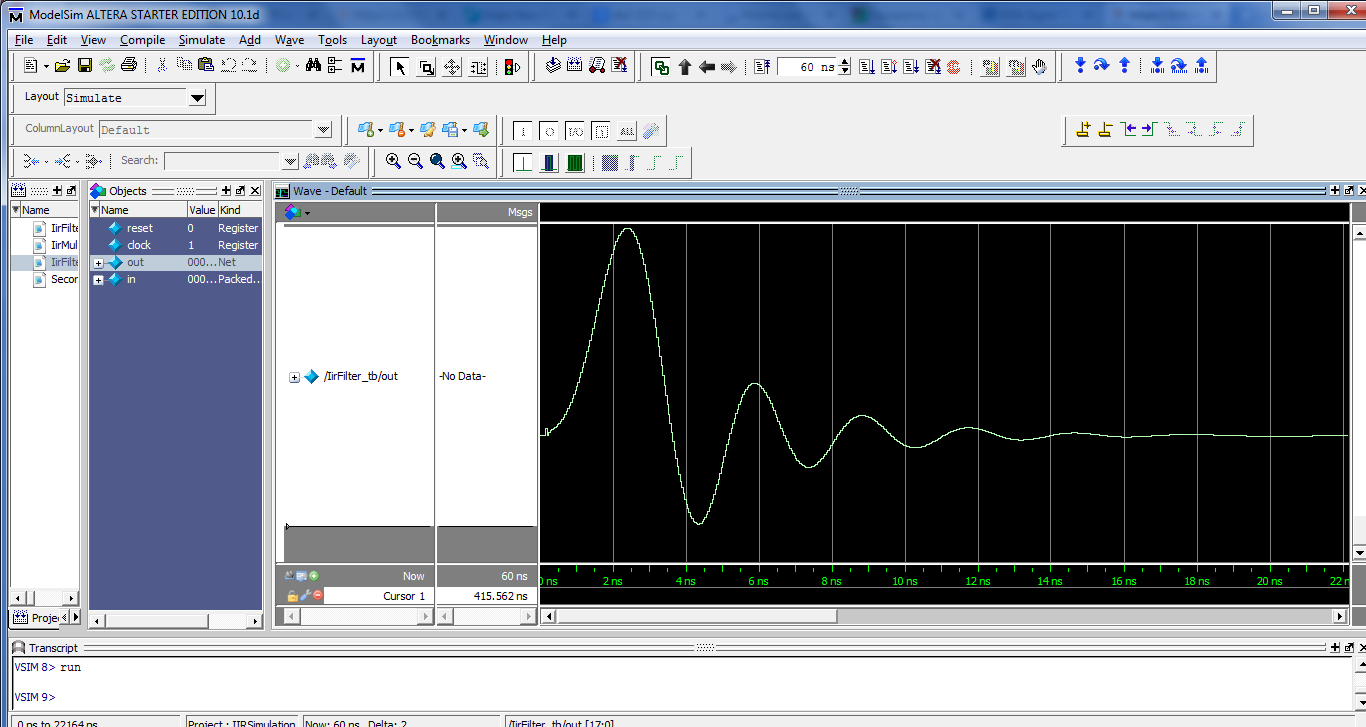 ModelSim ALTERA STARTER EDITION 10.1d
File Edit View Compile Simulate Add Wave Tools Layout Bookmarks Window Help
60 ns
Layout Simulate
ColumnLayout Default
Search:
Objects
Wave - Default
Name
Name Value Kind
Msgs
IirFilte
reset 0 Register
IirMul
clock 1 Register
IirFilte
out 000... Net
Secon
in 000... Packed...
/IirFilter_tb/out
-No Data-
Now 60 ns
0 ns 2 ns 4 ns 6 ns 8 ns 10 ns 12 ns 14 ns 16 ns 18 ns 20 ns 22 n
Cursor 1 415.562 ns
Projec
Transcript
VSIM 8> run
VSIM 9>
0 ns to 22164 ps Project : IIRSimulation Now: 60 ns Delta: 2 /IirFilter_tb/out [17:0]